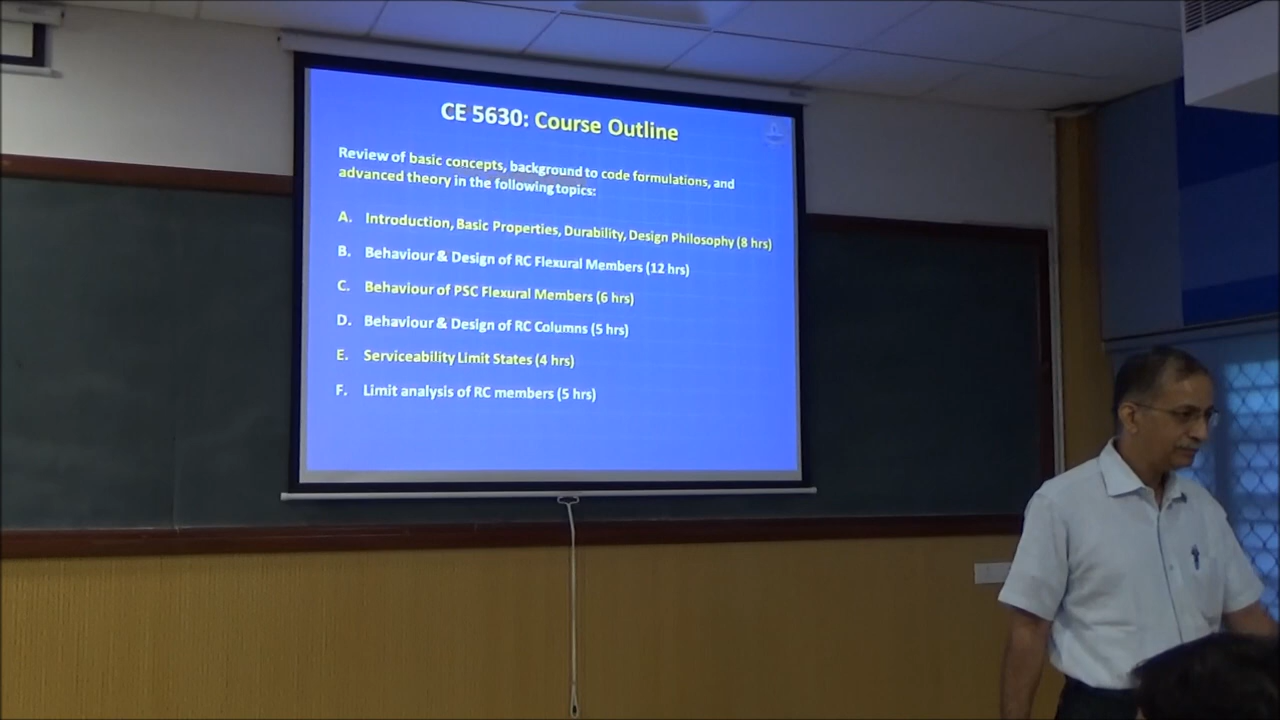 CE 5630: Course Outline
Review of basic concepts, background to code formulations, and
advanced theory in the following topics:
A. Introduction, Basic Properties, Durability, Design Philosophy (8 hrs)
B. Behaviour & Design of RC Flexural Members (12 hrs)
C. Behaviour of PSC Flexural Members (6 hrs)
D. Behaviour & Design of RC Columns (5 hrs)
E. Serviceability Limit States (4 hrs)
F. Limit analysis of RC members (5 hrs)